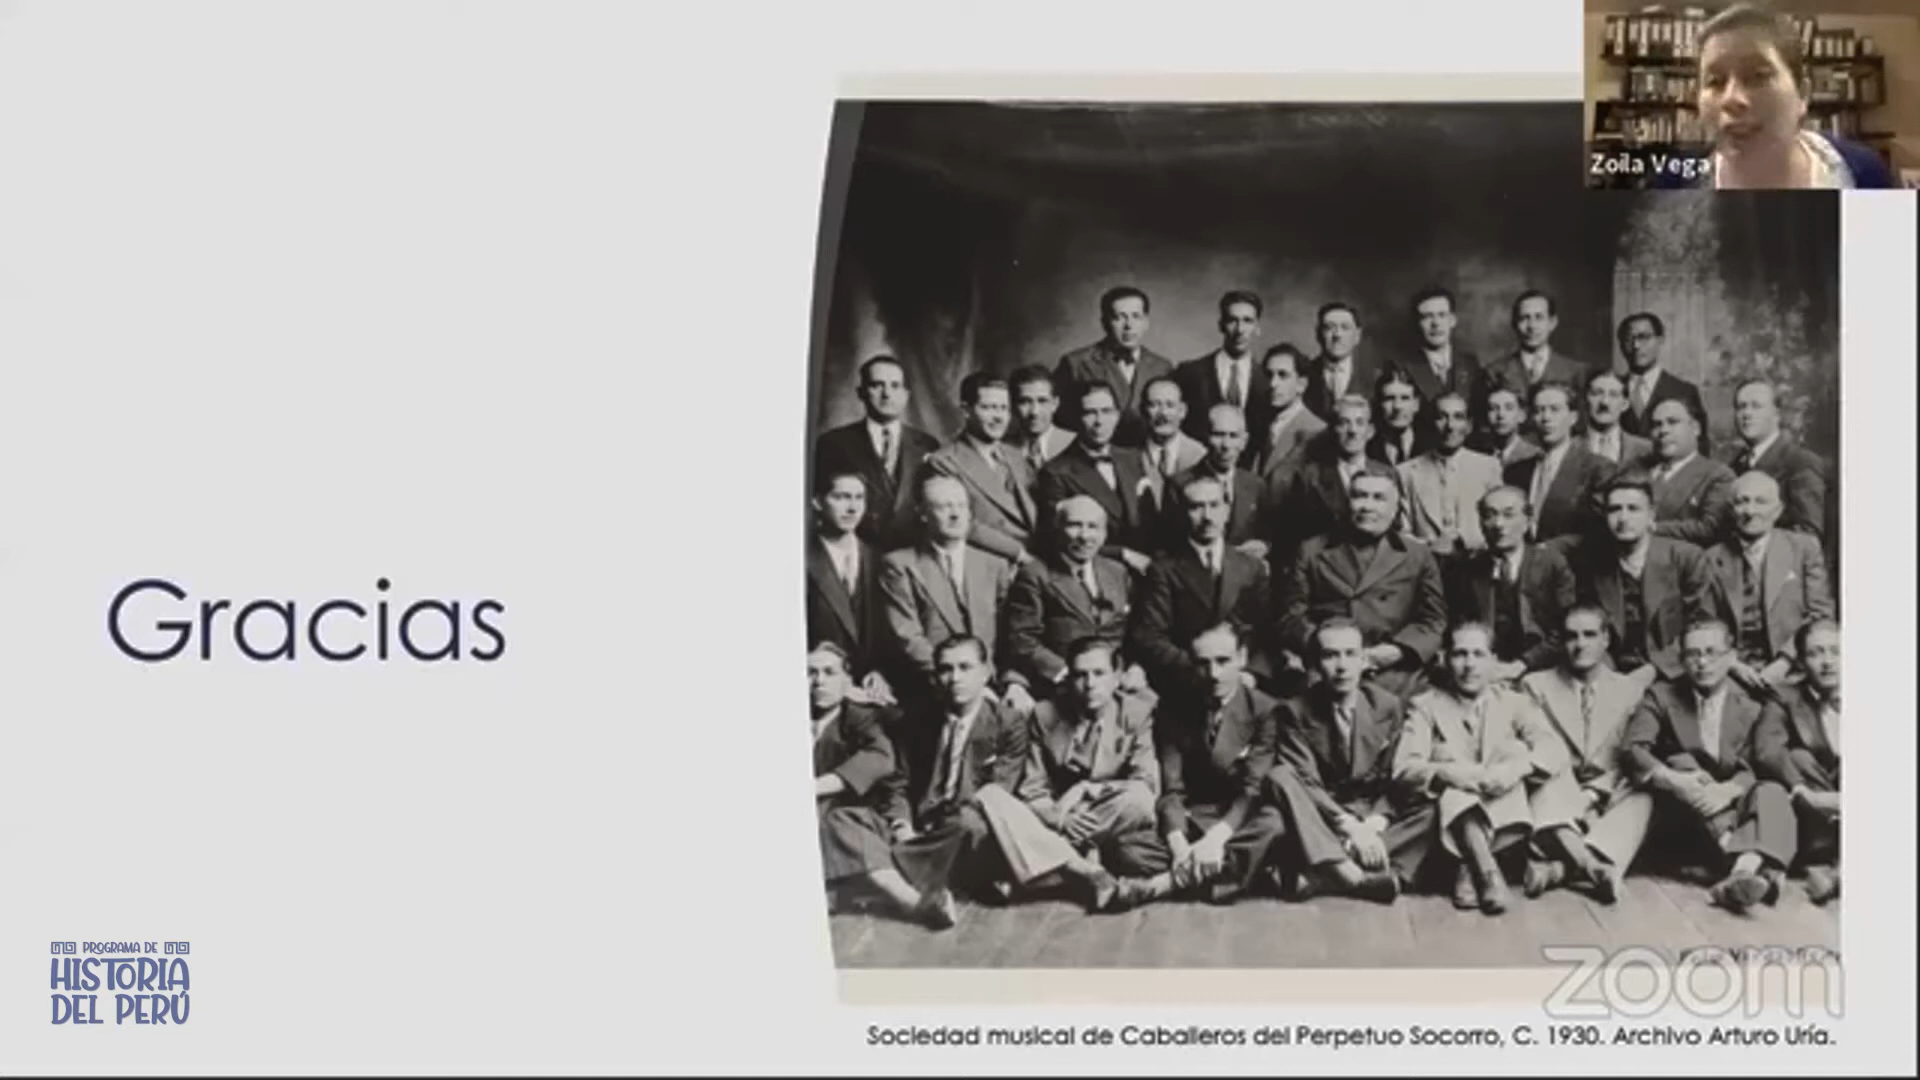 Zoila Vega
Gracias
PROGRAMA DE
HISTORIA
DEL PERÚ
zoom
Sociedad musical de Caballeros del Perpetuo Socorro, C. 1930. Archivo Arturo Uría.